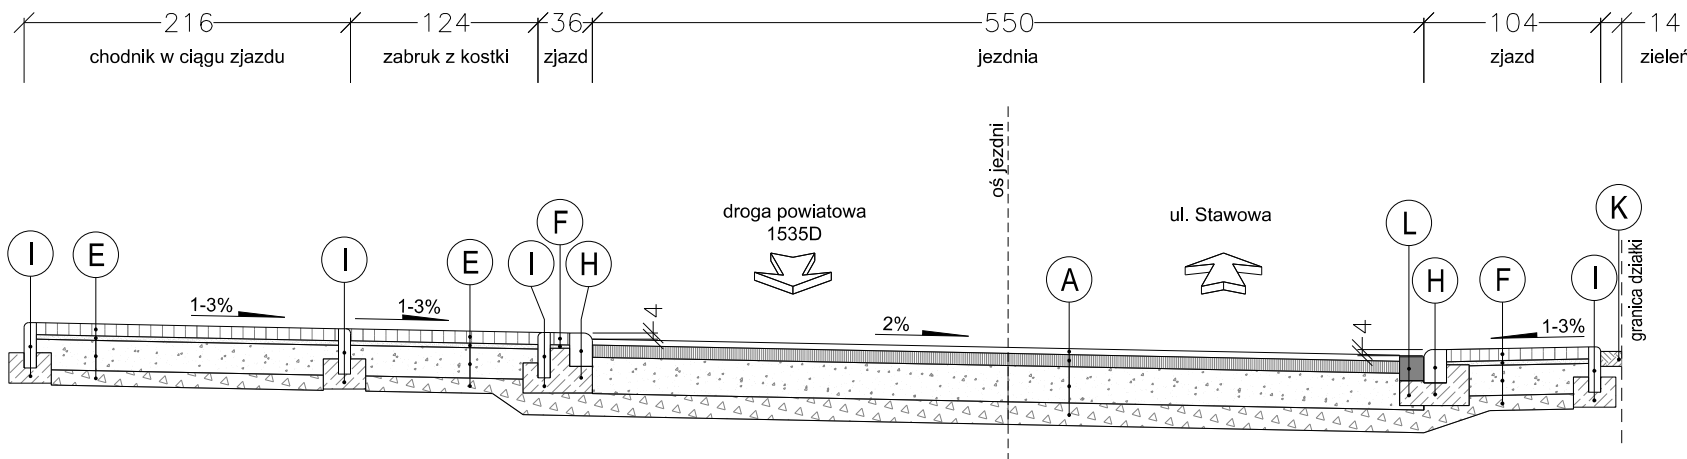 216 124 36 550 104 14
chodnik w ciągu zjazdu zabruk z kostki zjazd jezdnia zjazd zieleń
oś jezdni
droga powiatowa
1535D
ul. Stawowa
granica działki
I E I E I F H A L H F I K
1-3% 1-3% 4 2% 4 1-3%